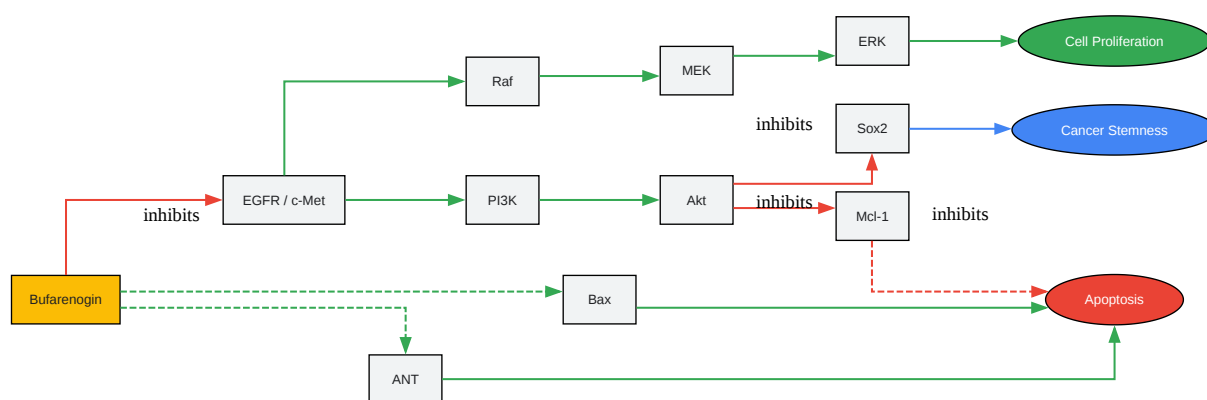 ERK
Cell Proliferation
Raf
MEK
inhibits
Sox2
Cancer Stemness
EGFR / c-Met
inhibits
PI3K
Akt
inhibits
Mcl-1
inhibits
Bufarenogin
Bax
Apoptosis
ANT